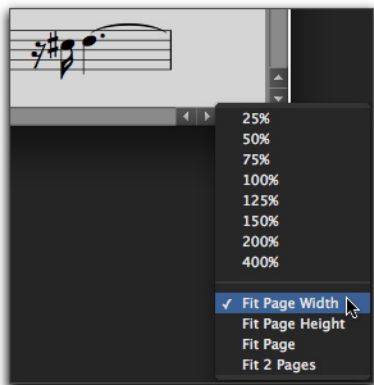 25%
50%
75%
100%
125%
150%
200%
400%
✓ Fit Page Width
Fit Page Height
Fit Page
Fit 2 Pages